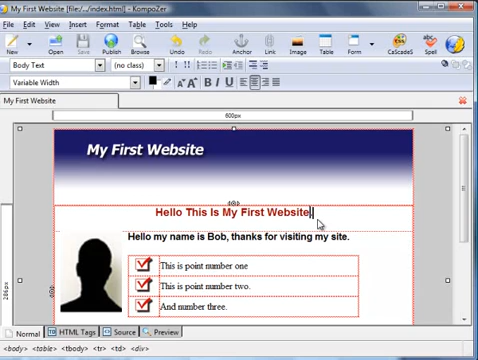 My First Website [file:/.../index.html] - KompoZer
File Edit View Insert Format Table Tools Help
New Open Save Publish Browse Undo Redo Anchor Link Image Table Form CaScadeS Spell
Body Text (no class)
Variable Width B I U
My First Website
600px
My First Website
Hello This Is My First Website
Hello my name is Bob, thanks for visiting my site.
This is point number one
This is point number two.
And number three.
286px
Normal HTML Tags Source Preview
<body> <table> <tbody> <tr> <td> <div>